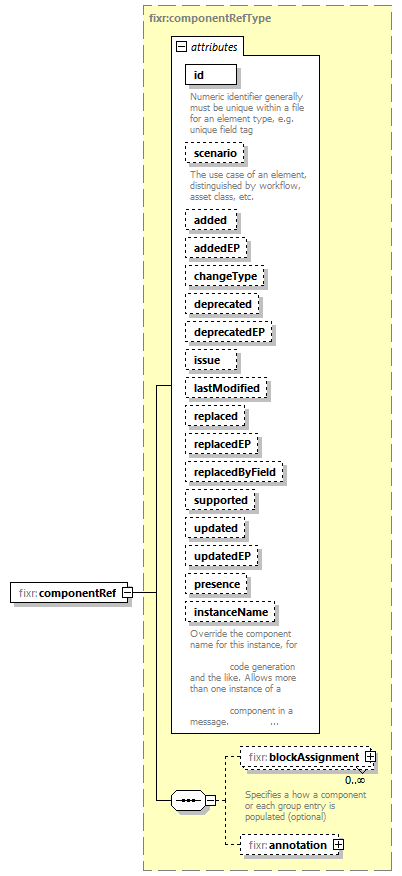 fixr:componentRefType
attributes
id
Numeric identifier generally
must be unique within a file
for an element type, e.g.
unique field tag
scenario
The use case of an element,
distinguished by workflow,
asset class, etc.
added
addedEP
changeType
deprecated
deprecatedEP
issue
lastModified
replaced
replacedEP
replacedByField
supported
updated
updatedEP
presence
instanceName
Override the component
name for this instance, for
code generation
and the like. Allows more
than one instance of a
component in a
message. ...
fixr:componentRef
fixr:blockAssignment
0..∞
Specifies a how a component
or each group entry is
populated (optional)
fixr:annotation